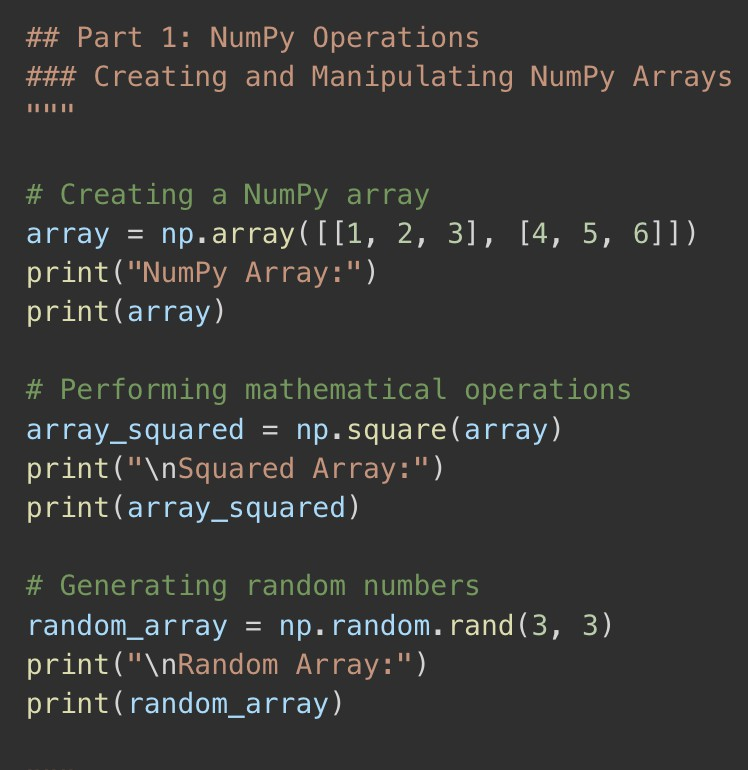 ## Part 1: NumPy Operations
### Creating and Manipulating NumPy Arrays
"""
# Creating a NumPy array
array = np.array([[1, 2, 3], [4, 5, 6]])
print("NumPy Array:")
print(array)
# Performing mathematical operations
array_squared = np.square(array)
print("\nSquared Array:")
print(array_squared)
# Generating random numbers
random_array = np.random.rand(3, 3)
print("\nRandom Array:")
print(random_array)